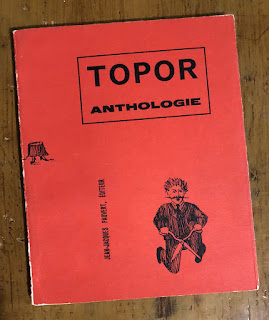 TOPOR
ANTHOLOGIE
JEAN-JACQUES PAUVERT, ÉDITEUR